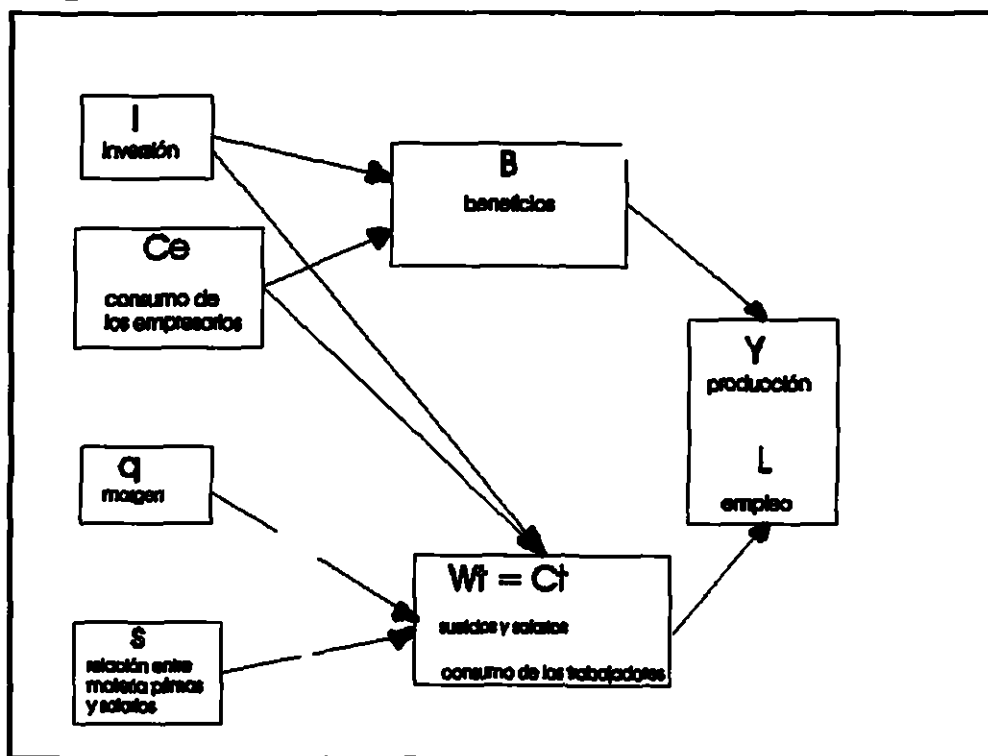 I
inversión
B
beneficios
Ce
consumo de
los empresarios
Y
producción
L
empleo
q
margen
Wt = Ct
sueldos y salarios
consumo de los trabajadores
s
relación entre
materia primas
y salarios